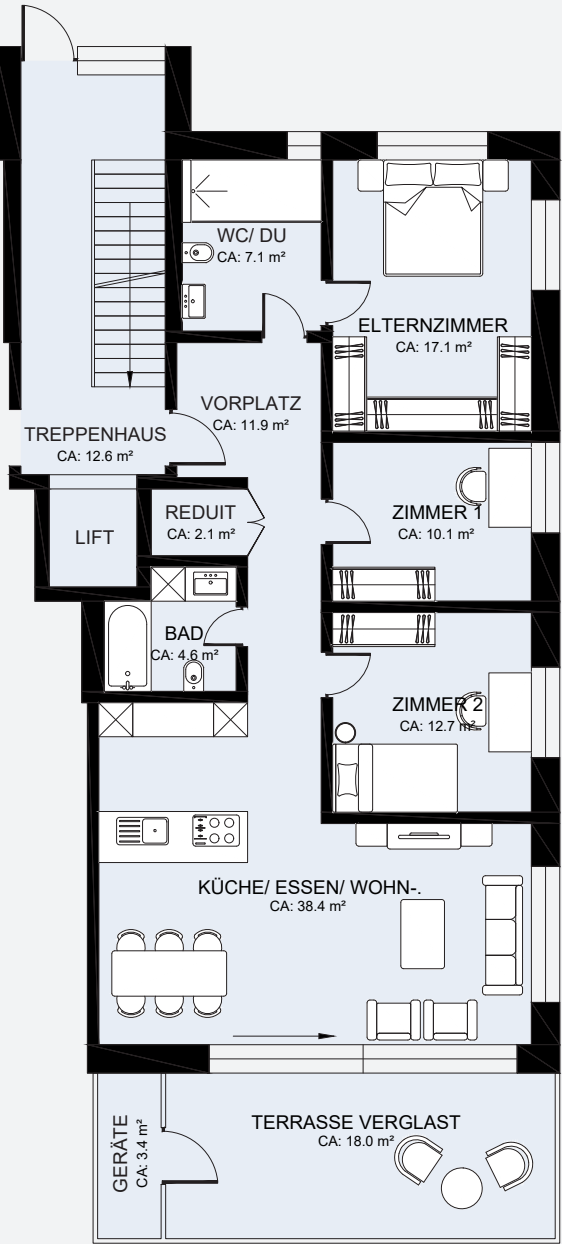 WC/ DU
CA: 7.1 m²
ELTERNZIMMER
CA: 17.1 m²
VORPLATZ
CA: 11.9 m²
TREPPENHAUS
CA: 12.6 m²
REDUIT
CA: 2.1 m²
ZIMMER 1
CA: 10.1 m²
LIFT
BAD
CA: 4.6 m²
ZIMMER 2
CA: 12.7 m²
KÜCHE/ ESSEN/ WOHN-.
CA: 38.4 m²
GERÄTE
CA: 3.4 m²
TERRASSE VERGLAST
CA: 18.0 m²